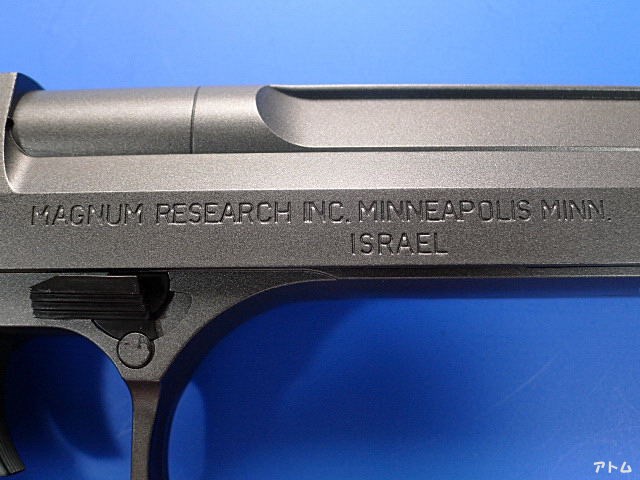 MAGNUM RESEARCH INC. MINNEAPOLIS MINN.
ISRAEL
アトム